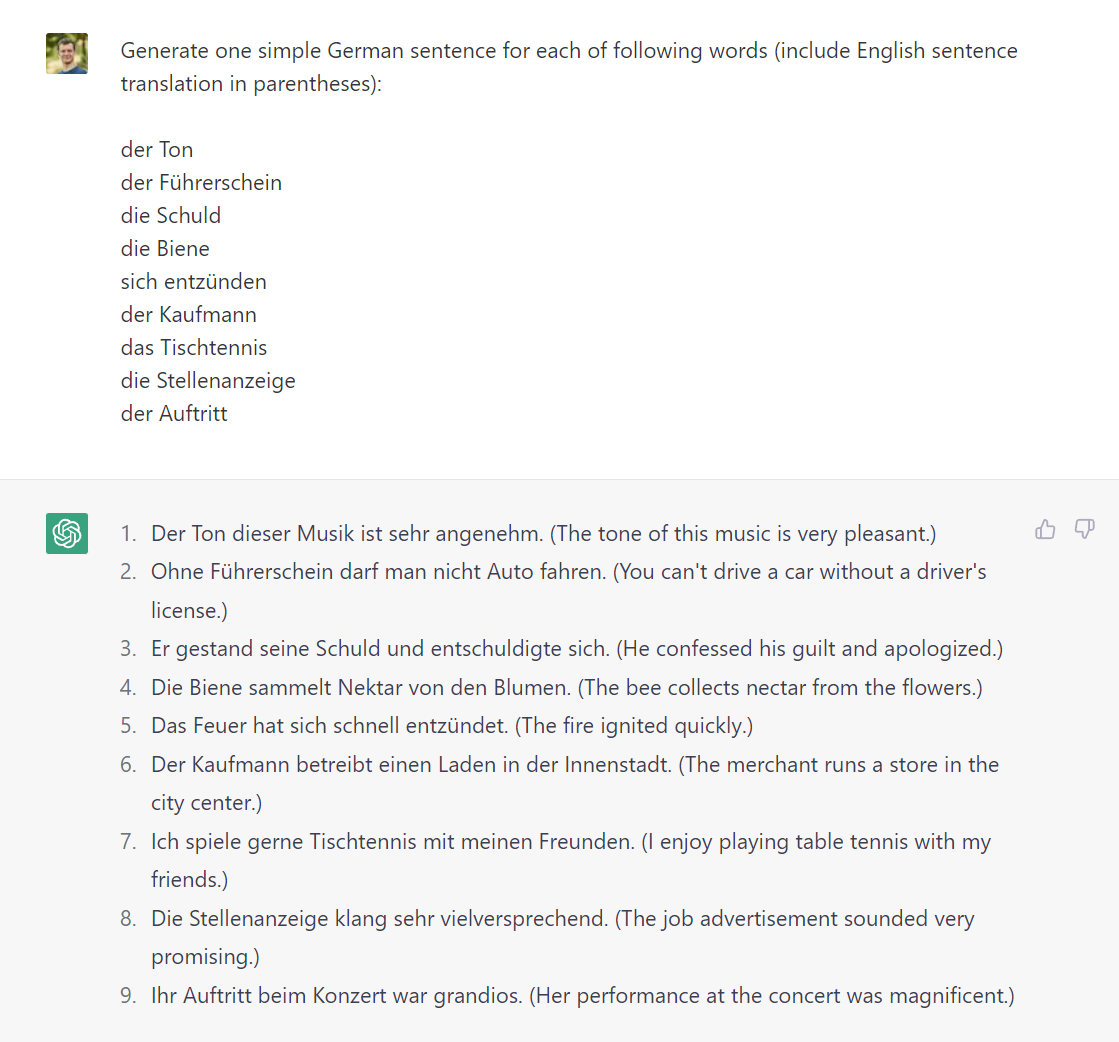 Generate one simple German sentence for each of following words (include English sentence
translation in parentheses):
der Ton
der Führerschein
die Schuld
die Biene
sich entzünden
der Kaufmann
das Tischtennis
die Stellenanzeige
der Auftritt
1. Der Ton dieser Musik ist sehr angenehm. (The tone of this music is very pleasant.)
2. Ohne Führerschein darf man nicht Auto fahren. (You can't drive a car without a driver's
license.)
3. Er gestand seine Schuld und entschuldigte sich. (He confessed his guilt and apologized.)
4. Die Biene sammelt Nektar von den Blumen. (The bee collects nectar from the flowers.)
5. Das Feuer hat sich schnell entzündet. (The fire ignited quickly.)
6. Der Kaufmann betreibt einen Laden in der Innenstadt. (The merchant runs a store in the
city center.)
7. Ich spiele gerne Tischtennis mit meinen Freunden. (I enjoy playing table tennis with my
friends.)
8. Die Stellenanzeige klang sehr vielversprechend. (The job advertisement sounded very
promising.)
9. Ihr Auftritt beim Konzert war grandios. (Her performance at the concert was magnificent.)